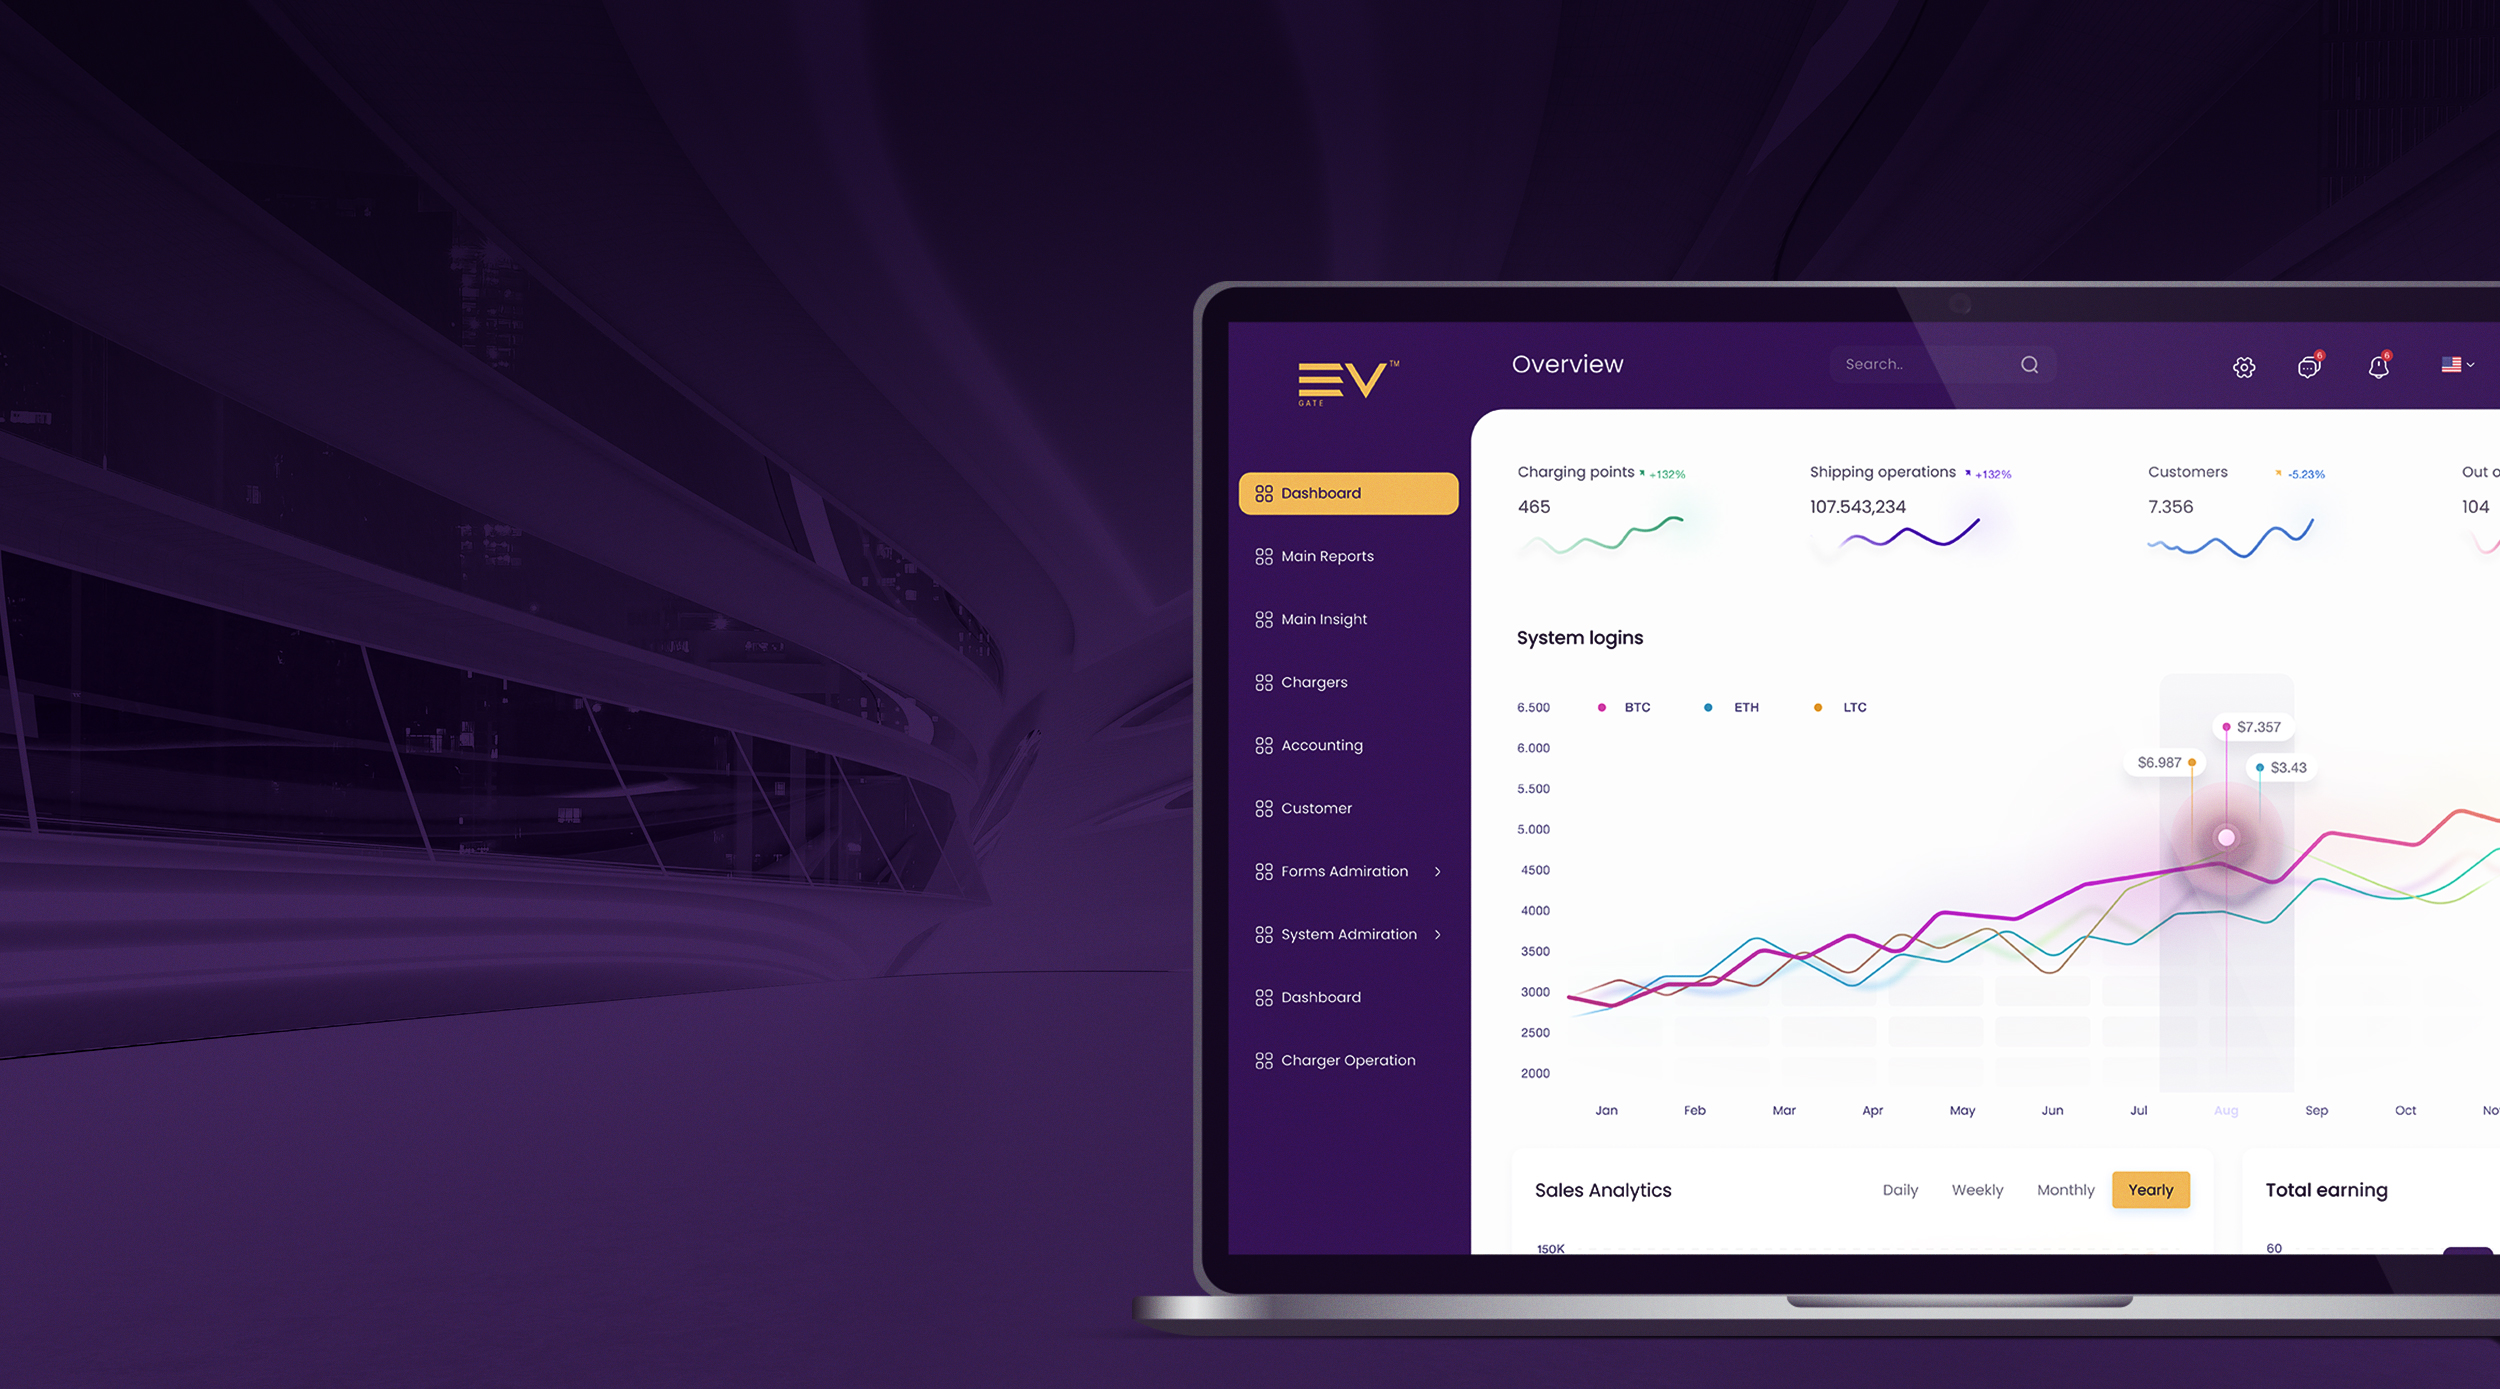 EV™
GATE
Overview
Search..
6
6
Dashboard
Main Reports
Main Insight
Chargers
Accounting
Customer
Forms Admiration
System Admiration
Dashboard
Charger Operation
Charging points +132%
465
Shipping operations +132%
107.543,234
Customers -5.23%
7.356
Out o
104
System logins
BTC ETH LTC
6.500
6.000
5.500
5.000
4500
4000
3500
3000
2500
2000
$7.357
$6.987
$3.43
Jan Feb Mar Apr May Jun Jul Aug Sep Oct No
Sales Analytics
Daily Weekly Monthly Yearly
150K
Total earning
60